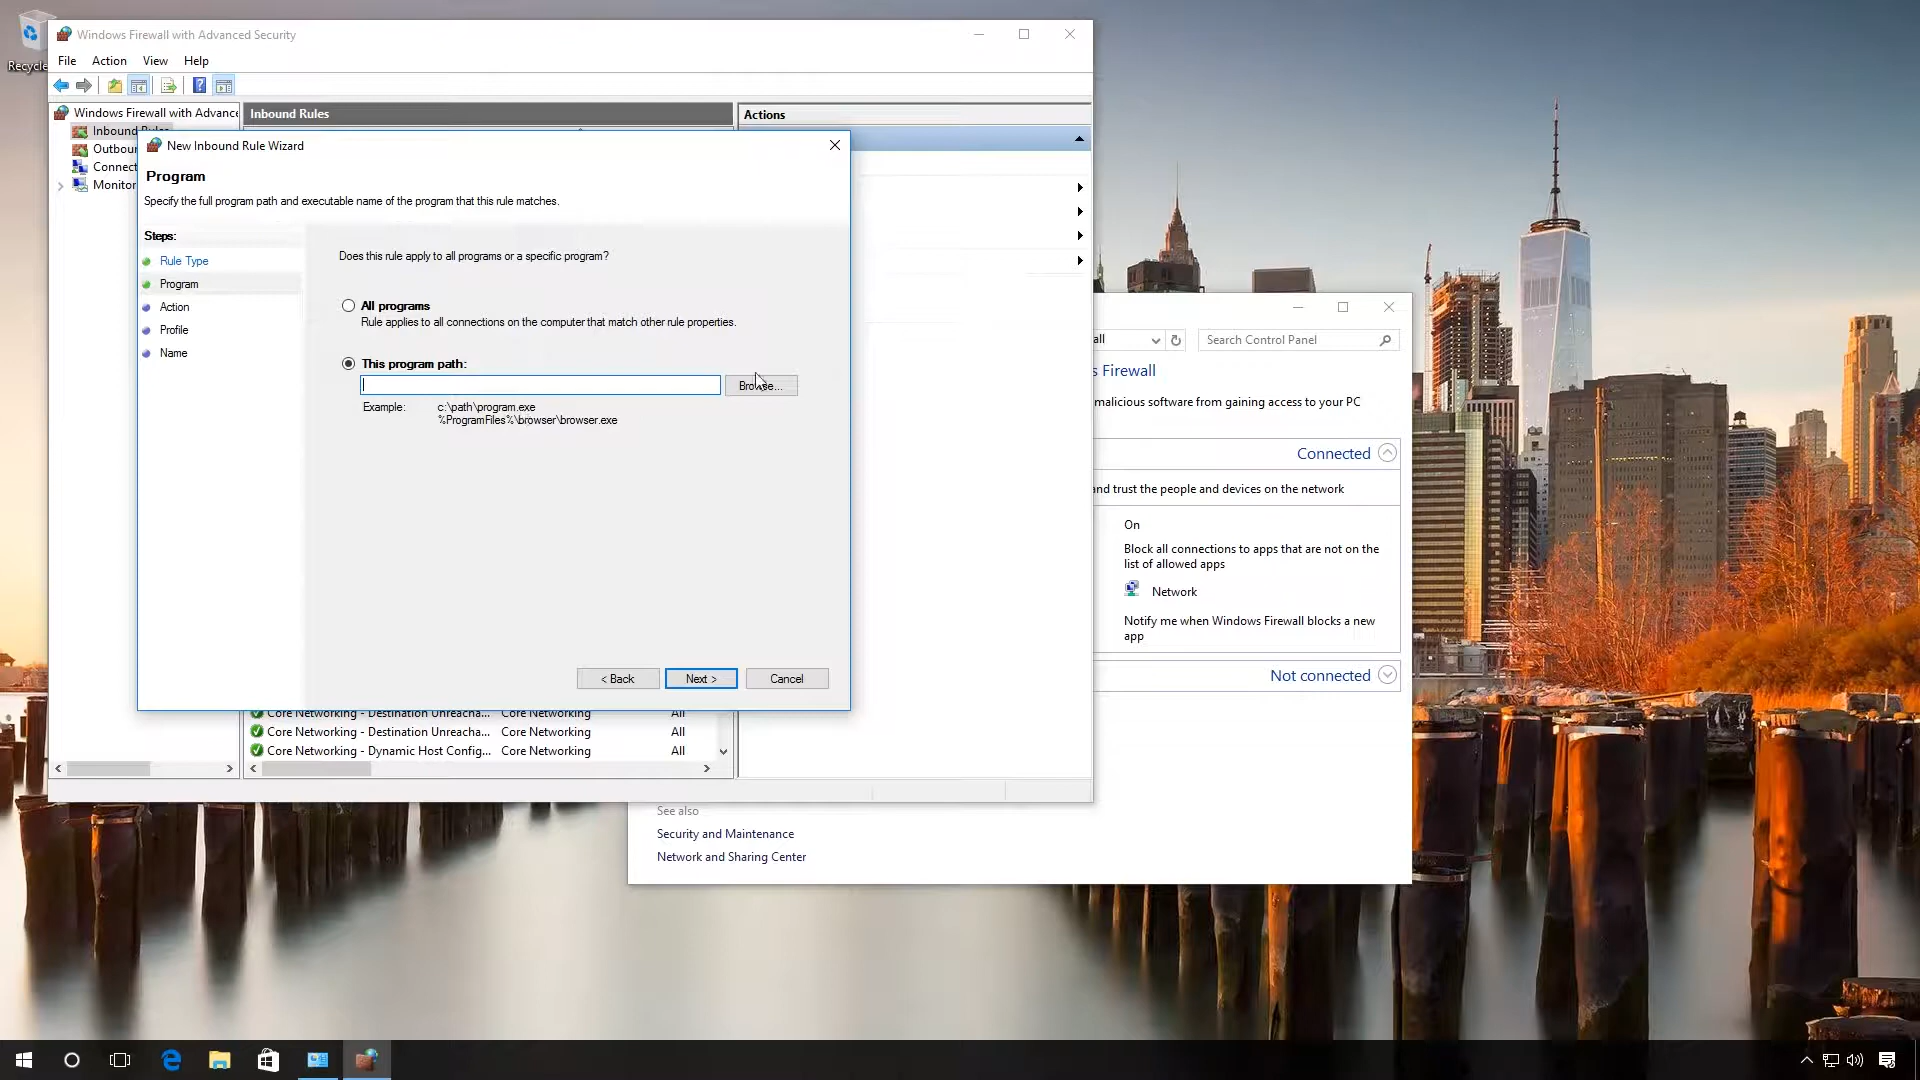 Recycle
Windows Firewall with Advanced Security
File Action View Help
Windows Firewall with Advance
Inbound Rules
Outbour
Connect
Monitor
Inbound Rules
Actions
New Inbound Rule Wizard
Program
Specify the full program path and executable name of the program that this rule matches.
Steps:
Rule Type
Program
Action
Profile
Name
Does this rule apply to all programs or a specific program?
All programs
Rule applies to all connections on the computer that match other rule properties.
This program path:
Browse...
Example: c:\path\program.exe
%ProgramFiles%\browser\browser.exe
< Back Next > Cancel
Core Networking - Destination Unreacha... Core Networking All
Core Networking - Destination Unreacha... Core Networking All
Core Networking - Dynamic Host Config... Core Networking All
all
Search Control Panel
s Firewall
malicious software from gaining access to your PC
Connected
and trust the people and devices on the network
On
Block all connections to apps that are not on the
list of allowed apps
Network
Notify me when Windows Firewall blocks a new
app
Not connected
See also
Security and Maintenance
Network and Sharing Center